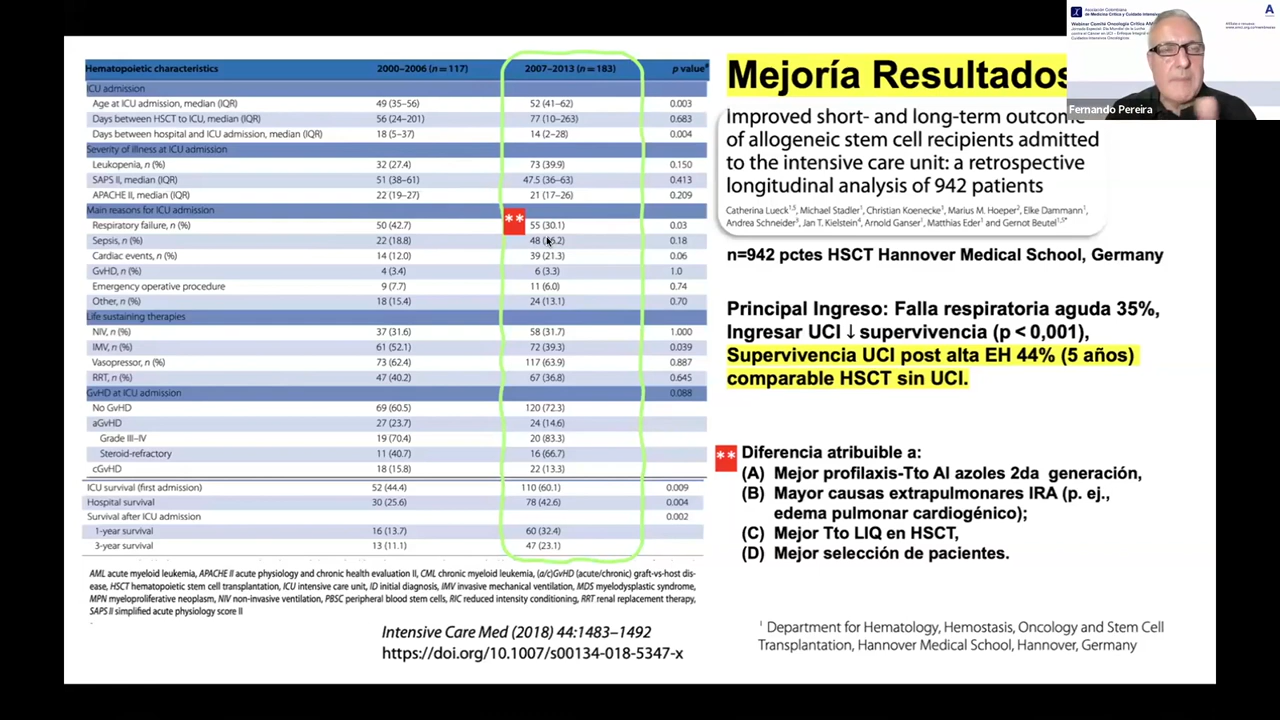 Hematopoietic characteristics 2000–2006 (n=117) 2007–2013 (n=183) p value
ICU admission
Age at ICU admission, median (IQR) 49 (35–56) 52 (41–62) 0.003
Days between HSCT to ICU, median (IQR) 56 (24–201) 77 (10–263) 0.683
Days between hospital and ICU admission, median (IQR) 18 (5–37) 14 (2–28) 0.004
Severity of illness at ICU admission
Leukopenia, n (%) 32 (27.4) 73 (39.9) 0.150
SAPS II, median (IQR) 51 (38–61) 47.5 (36–63) 0.413
APACHE II, median (IQR) 22 (19–27) 21 (17–26) 0.209
Main reasons for ICU admission
Respiratory failure, n (%) 50 (42.7) ** 55 (30.1) 0.03
Sepsis, n (%) 22 (18.8) 48 0.18
Cardiac events, n (%) 14 (12.0) 39 (21.3) 0.06
GvHD, n (%) 4 (3.4) 6 (3.3) 1.0
Emergency operative procedure 9 (7.7) 11 (6.0) 0.74
Other, n (%) 18 (15.4) 24 (13.1) 0.70
Life sustaining therapies
NIV, n (%) 37 (31.6) 58 (31.7) 1.000
IMV, n (%) 61 (52.1) 72 (39.3) 0.039
Vasopressor, n (%) 73 (62.4) 117 (63.9) 0.887
RRT, n (%) 47 (40.2) 67 (36.8) 0.645
GvHD at ICU admission 0.088
No GvHD 69 (60.5) 120 (72.3)
aGvHD 27 (23.7) 24 (14.6)
Grade III–IV 19 (70.4) 20 (83.3)
Steroid-refractory 11 (40.7) 16 (66.7)
cGvHD 18 (15.8) 22 (13.3)
ICU survival (first admission) 52 (44.4) 110 (60.1) 0.009
Hospital survival 30 (25.6) 78 (42.6) 0.004
Survival after ICU admission 0.002
1-year survival 16 (13.7) 60 (32.4)
3-year survival 13 (11.1) 47 (23.1)
AML acute myeloid leukemia, APACHE II acute physiology and chronic health evaluation II, CML chronic myeloid leukemia, (a/c)GvHD (acute/chronic) graft-vs-host dis-
ease, HSCT hematopoietic stem cell transplantation, ICU intensive care unit, ID initial diagnosis, IMV invasive mechanical ventilation, MDS myelodysplastic syndrome,
MPN myeloproliferative neoplasm, NIV non-invasive ventilation, PBSC peripheral blood stem cells, RIC reduced intensity conditioning, RRT renal replacement therapy,
SAPS II simplified acute physiology score II
Intensive Care Med (2018) 44:1483–1492
https://doi.org/10.1007/s00134-018-5347-x
Mejoría Resultados
Improved short- and long-term outcome
of allogeneic stem cell recipients admitted
to the intensive care unit: a retrospective
longitudinal analysis of 942 patients
Catherina Lueck1,5, Michael Stadler1, Christian Koenecke1, Marius M. Hoeper2, Elke Dammann1,
Andrea Schneider3, Jan T. Kielstein4, Arnold Ganser1, Matthias Eder1 and Gernot Beutel1,5*
n=942 pctes HSCT Hannover Medical School, Germany
Principal Ingreso: Falla respiratoria aguda 35%,
Ingresar UCI ↓ supervivencia (p < 0,001),
Supervivencia UCI post alta EH 44% (5 años)
comparable HSCT sin UCI.
** Diferencia atribuible a:
(A) Mejor profilaxis-Tto AI azoles 2da generación,
(B) Mayor causas extrapulmonares IRA (p. ej.,
edema pulmonar cardiogénico);
(C) Mejor Tto LIQ en HSCT,
(D) Mejor selección de pacientes.
1 Department for Hematology, Hemostasis, Oncology and Stem Cell
Transplantation, Hannover Medical School, Hannover, Germany
Asociación Colombiana
de Medicina Crítica y Cuidado Intensivo
Fernando Pereira